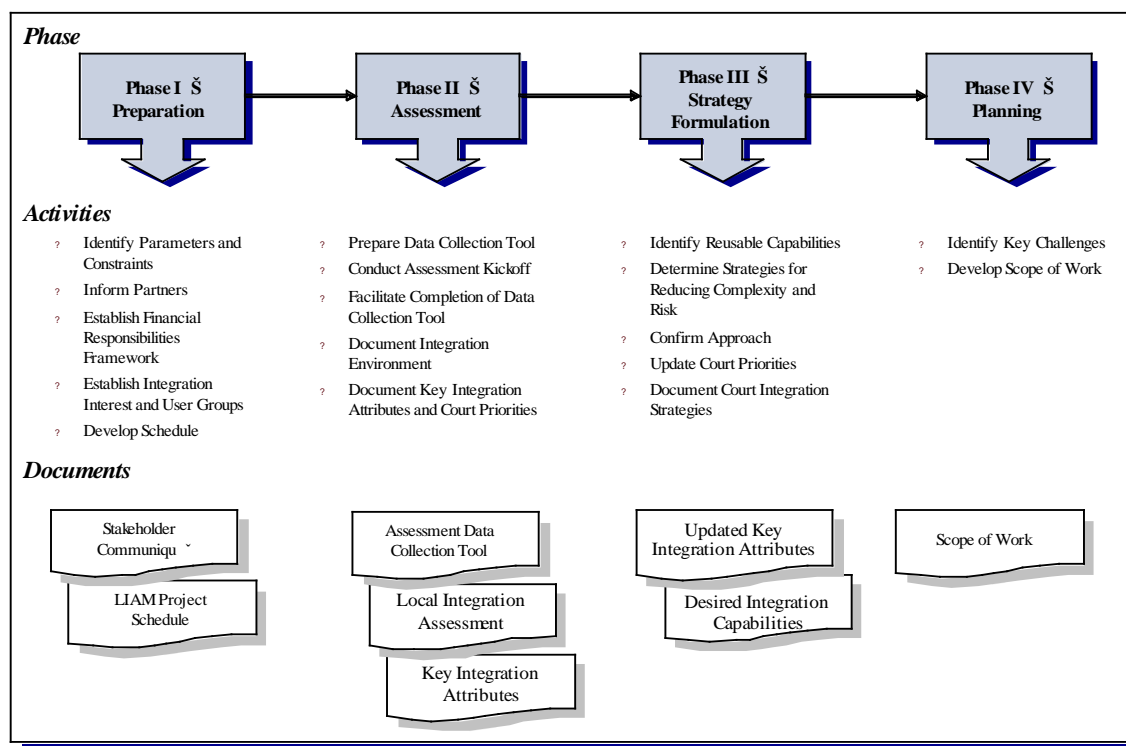 Phase
Phase I Š
Preparation
Phase II Š
Assessment
Phase III Š
Strategy
Formulation
Phase IV Š
Planning
Activities
? Identify Parameters and
Constraints
? Inform Partners
? Establish Financial
Responsibilities
Framework
? Establish Integration
Interest and User Groups
? Develop Schedule
? Prepare Data Collection Tool
? Conduct Assessment Kickoff
? Facilitate Completion of Data
Collection Tool
? Document Integration
Environment
? Document Key Integration
Attributes and Court Priorities
? Identify Reusable Capabilities
? Determine Strategies for
Reducing Complexity and
Risk
? Confirm Approach
? Update Court Priorities
? Document Court Integration
Strategies
? Identify Key Challenges
? Develop Scope of Work
Documents
Stakeholder
Communiqu ˇ
LIAM Project
Schedule
Assessment Data
Collection Tool
Local Integration
Assessment
Key Integration
Attributes
Updated Key
Integration Attributes
Desired Integration
Capabilities
Scope of Work